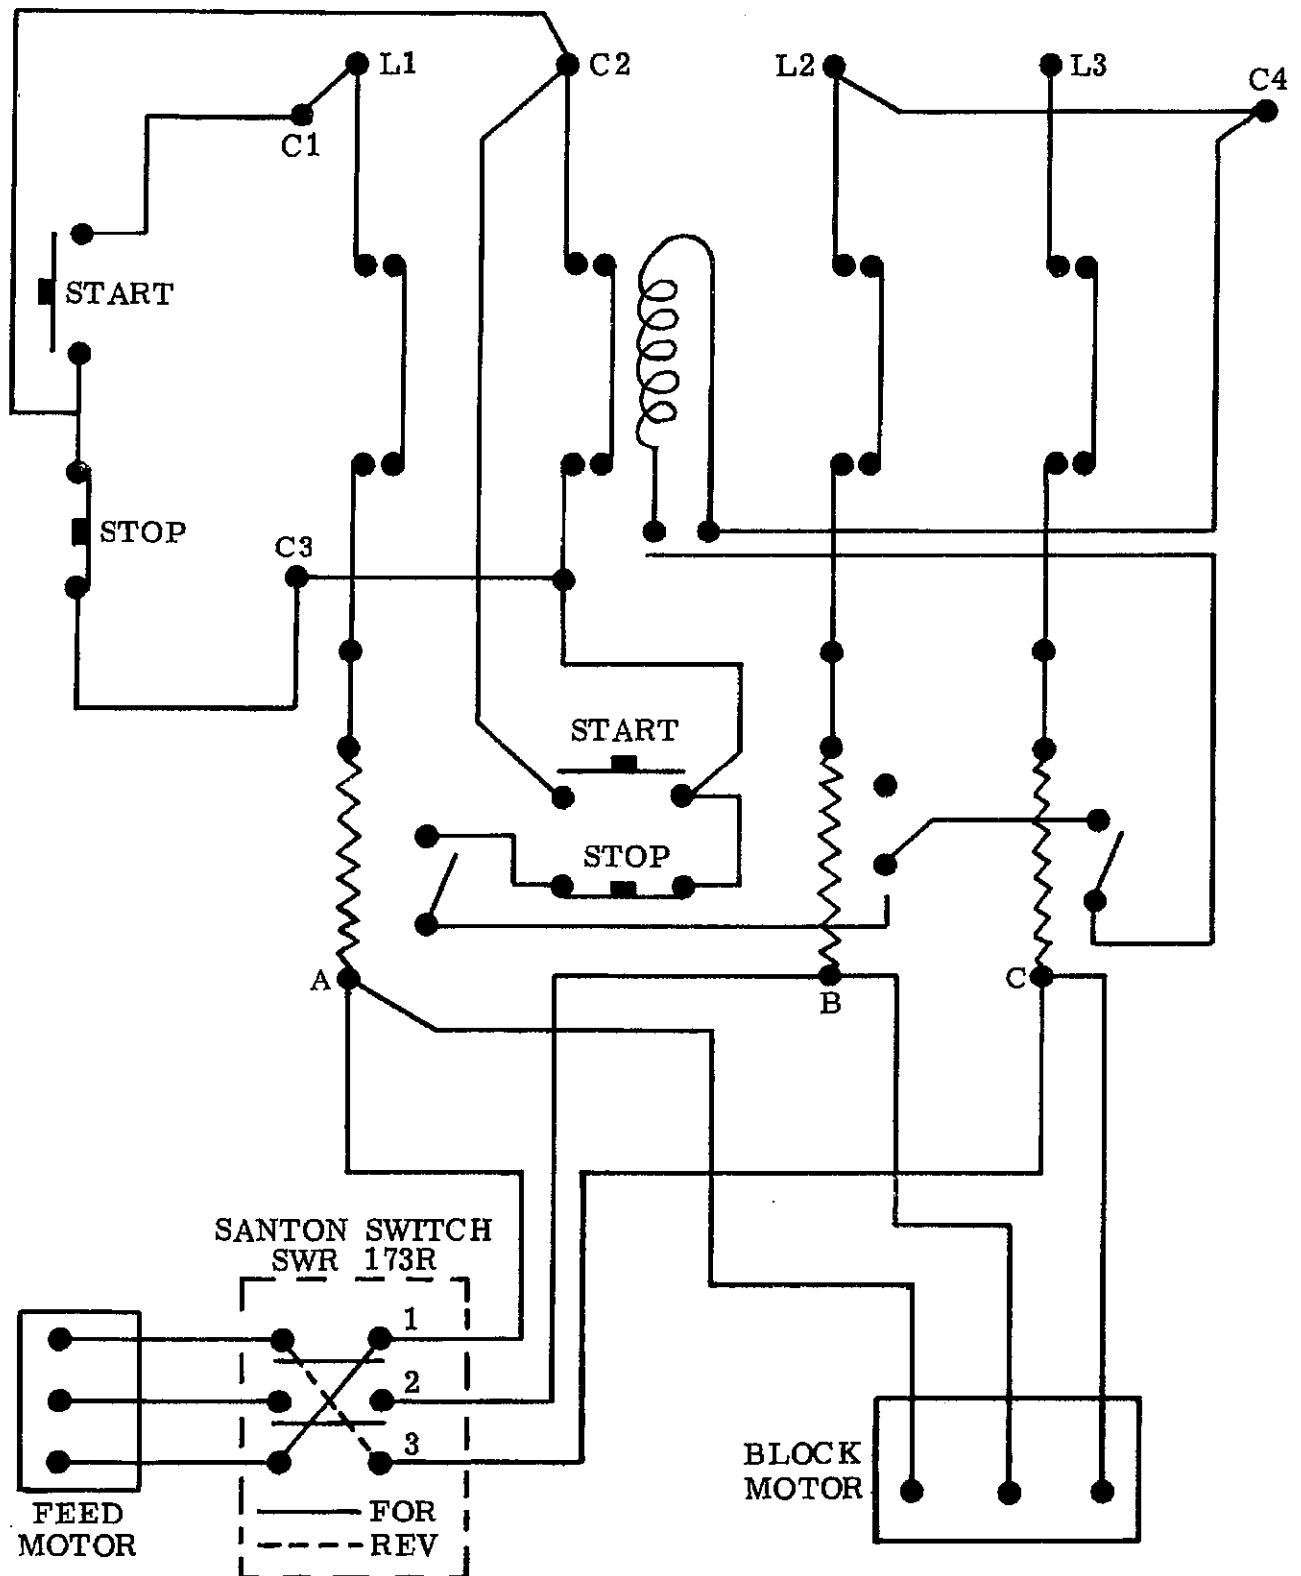 L1
C2
L2
L3
C4
C1
START
STOP
C3
START
STOP
A
B
C
SANTON SWITCH
SWR 173R
1
2
3
FOR
REV
FEED
MOTOR
BLOCK
MOTOR